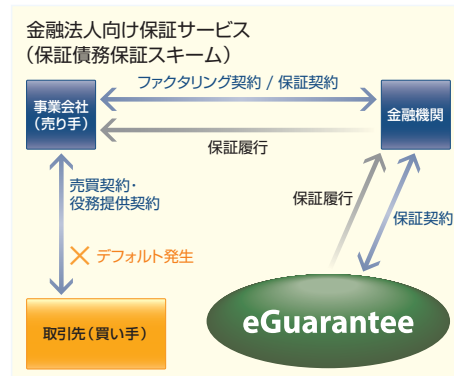 金融法人向け保証サービス
（保証債務保証スキーム）
ファクタリング契約 / 保証契約
事業会社
（売り手）
金融機関
保証履行
売買契約・
役務提供契約
保証履行
保証契約
デフォルト発生
取引先（買い手）
eGuarantee